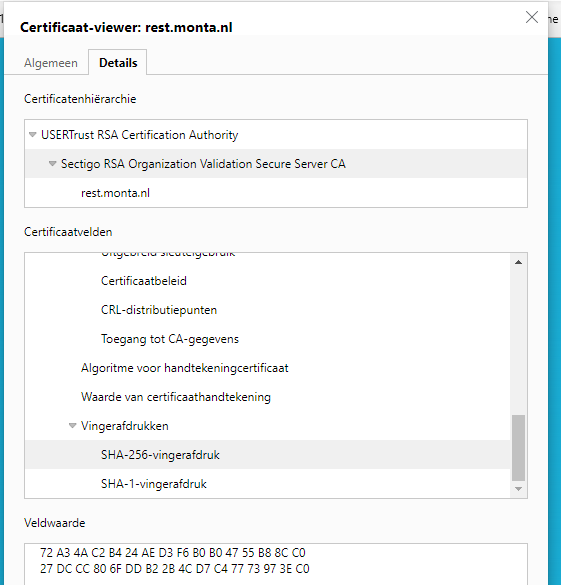 Certificaat-viewer: rest.monta.nl
Algemeen
Details
Certificatenhiërarchie
USERTrust RSA Certification Authority
Sectigo RSA Organization Validation Secure Server CA
rest.monta.nl
Certificaatvelden
Uitgebreid sleutelgebruik
Certificaatbeleid
CRL-distributiepunten
Toegang tot CA-gegevens
Algoritme voor handtekeningcertificaat
Waarde van certificaathandtekening
Vingerafdrukken
SHA-256-vingerafdruk
SHA-1-vingerafdruk
Veldwaarde
72 A3 4A C2 B4 24 AE D3 F6 B0 B0 47 55 B8 8C C0
27 DC CC 80 6F DD B2 2B 4C D7 C4 77 73 97 3E C0